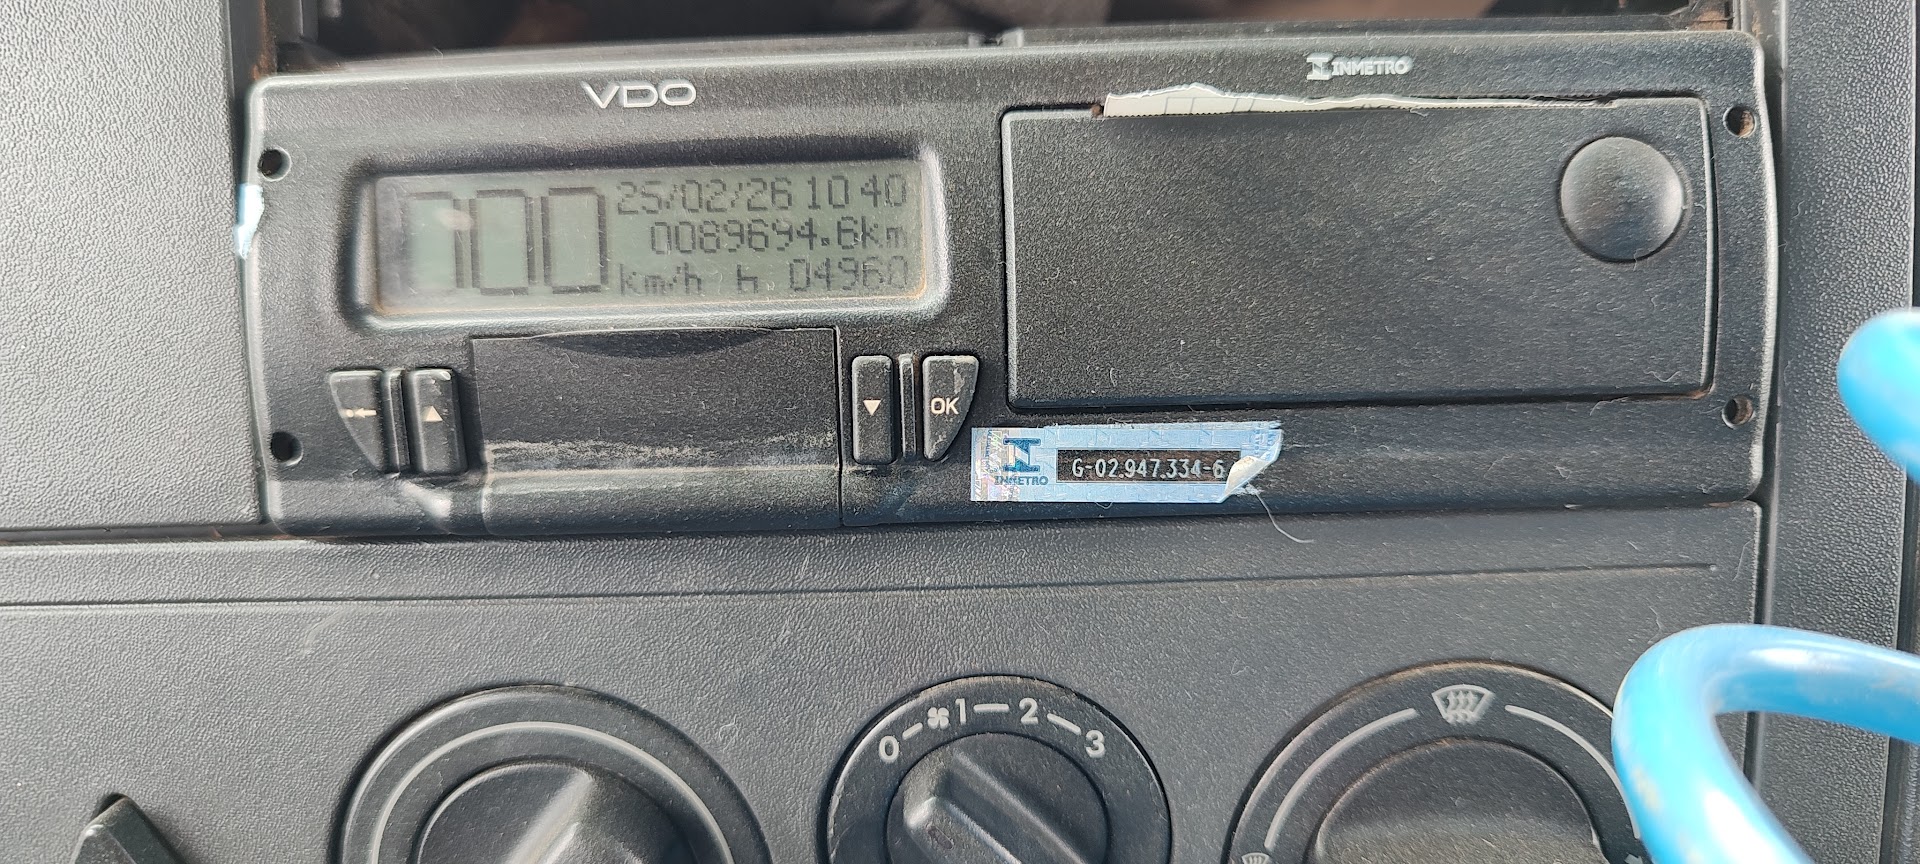 VDO
INMETRO
700
25/02/26 10 40
0089694.6km
km/h 04960
OK
INMETRO
G-02.947.334-6
0 1 2 3